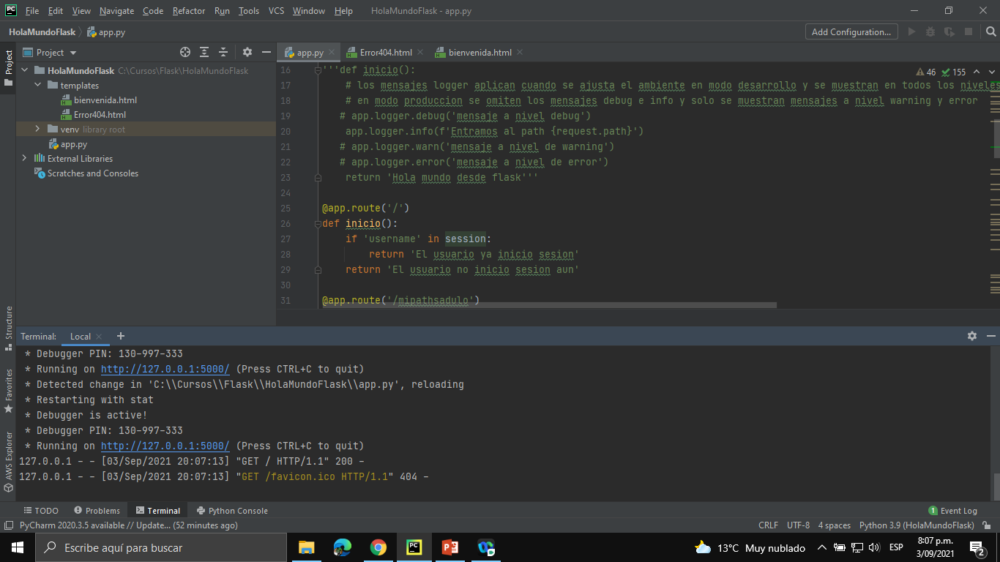 PC File Edit View Navigate Code Refactor Run Tools VCS Window Help HolaMundoFlask - app.py
HolaMundoFlask app.py Add Configuration...
Project
Project
app.py Error404.html bienvenida.html
HolaMundoFlask C:\Cursos\Flask\HolaMundoFlask
templates
bienvenida.html
Error404.html
venv library root
app.py
External Libraries
Scratches and Consoles
46 155
16 '''def inicio():
17 # los mensajes logger aplican cuando se ajusta el ambiente en modo desarrollo y se muestran en todos los niveles
18 # en modo produccion se omiten los mensajes debug e info y solo se muestran mensajes a nivel warning y error
19 # app.logger.debug('mensaje a nivel debug')
20 app.logger.info(f'Entramos al path {request.path}')
21 # app.logger.warn('mensaje a nivel de warning')
22 # app.logger.error('mensaje a nivel de error')
23 return 'Hola mundo desde flask'''
24
25 @app.route('/')
26 def inicio():
27 if 'username' in session:
28 return 'El usuario ya inicio sesion'
29 return 'El usuario no inicio sesion aun'
30
31 @app.route('/mipathsadulo')
Structure
Favorites
AWS Explorer
Terminal: Local
* Debugger PIN: 130-997-333
* Running on http://127.0.0.1:5000/ (Press CTRL+C to quit)
* Detected change in 'C:\\Cursos\\Flask\\HolaMundoFlask\\app.py', reloading
* Restarting with stat
* Debugger is active!
* Debugger PIN: 130-997-333
* Running on http://127.0.0.1:5000/ (Press CTRL+C to quit)
127.0.0.1 - - [03/Sep/2021 20:07:13] "GET / HTTP/1.1" 200 -
127.0.0.1 - - [03/Sep/2021 20:07:13] "GET /favicon.ico HTTP/1.1" 404 -
TODO Problems Terminal Python Console 1 Event Log
PyCharm 2020.3.5 available // Update... (52 minutes ago) CRLF UTF-8 4 spaces Python 3.9 (HolaMundoFlask)
Escribe aquí para buscar 13°C Muy nublado ESP 8:07 p.m.
3/09/2021 2